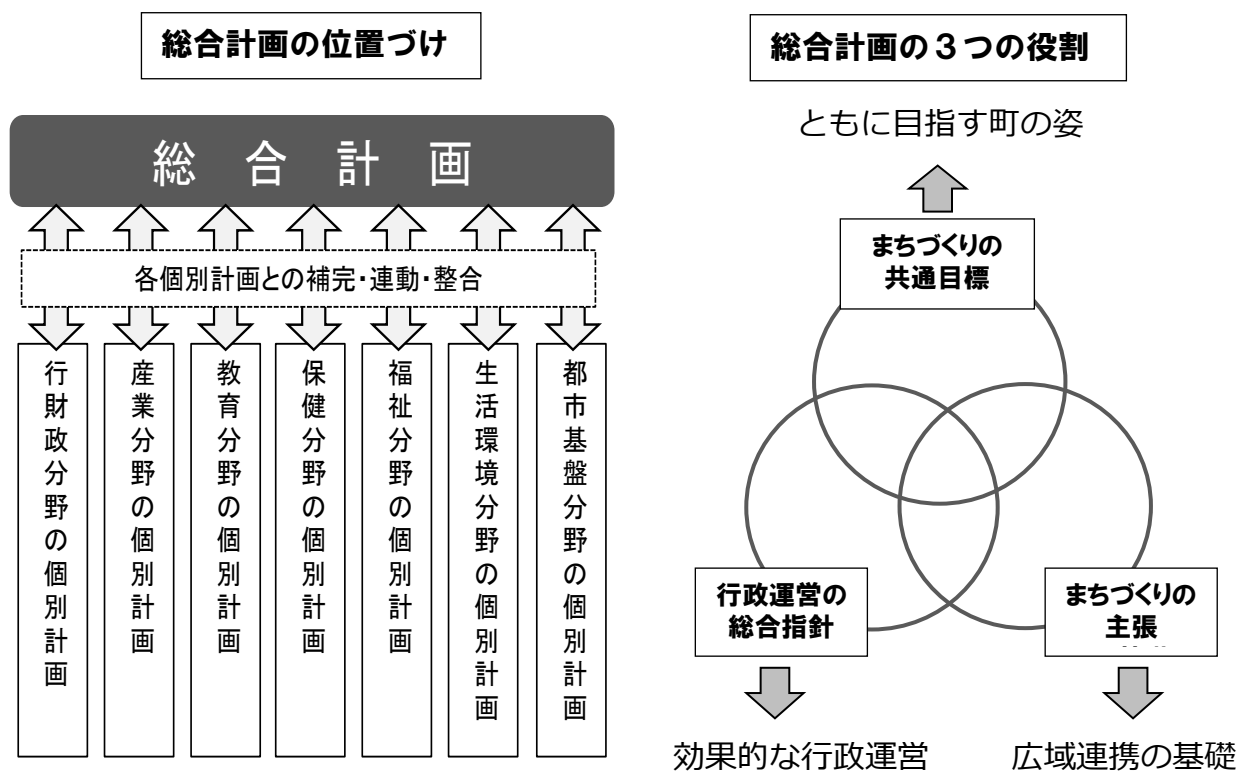 総合計画の位置づけ
総合計画
各個別計画との補完・連動・整合
行財政分野の個別計画
産業分野の個別計画
教育分野の個別計画
保健分野の個別計画
福祉分野の個別計画
生活環境分野の個別計画
都市基盤分野の個別計画
総合計画の３つの役割
ともに目指す町の姿
まちづくりの
共通目標
行政運営の
総合指針
まちづくりの
主張
効果的な行政運営
広域連携の基礎